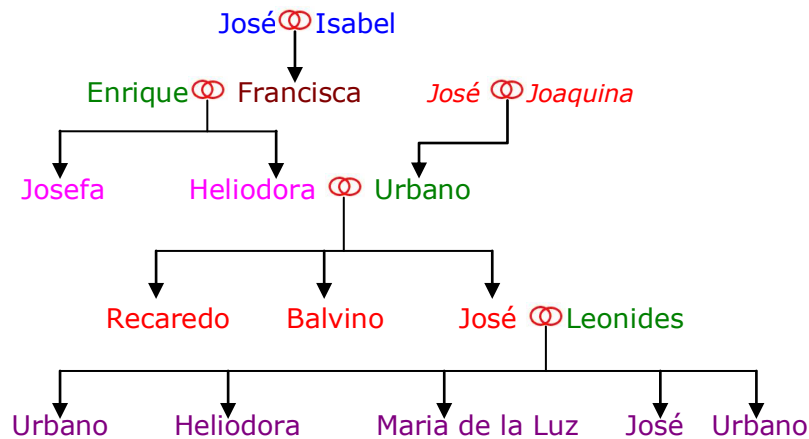 José Isabel
Enrique Francisca José Joaquina
Josefa Heliodora Urbano
Recaredo Balvino José Leonides
Urbano Heliodora Maria de la Luz José Urbano